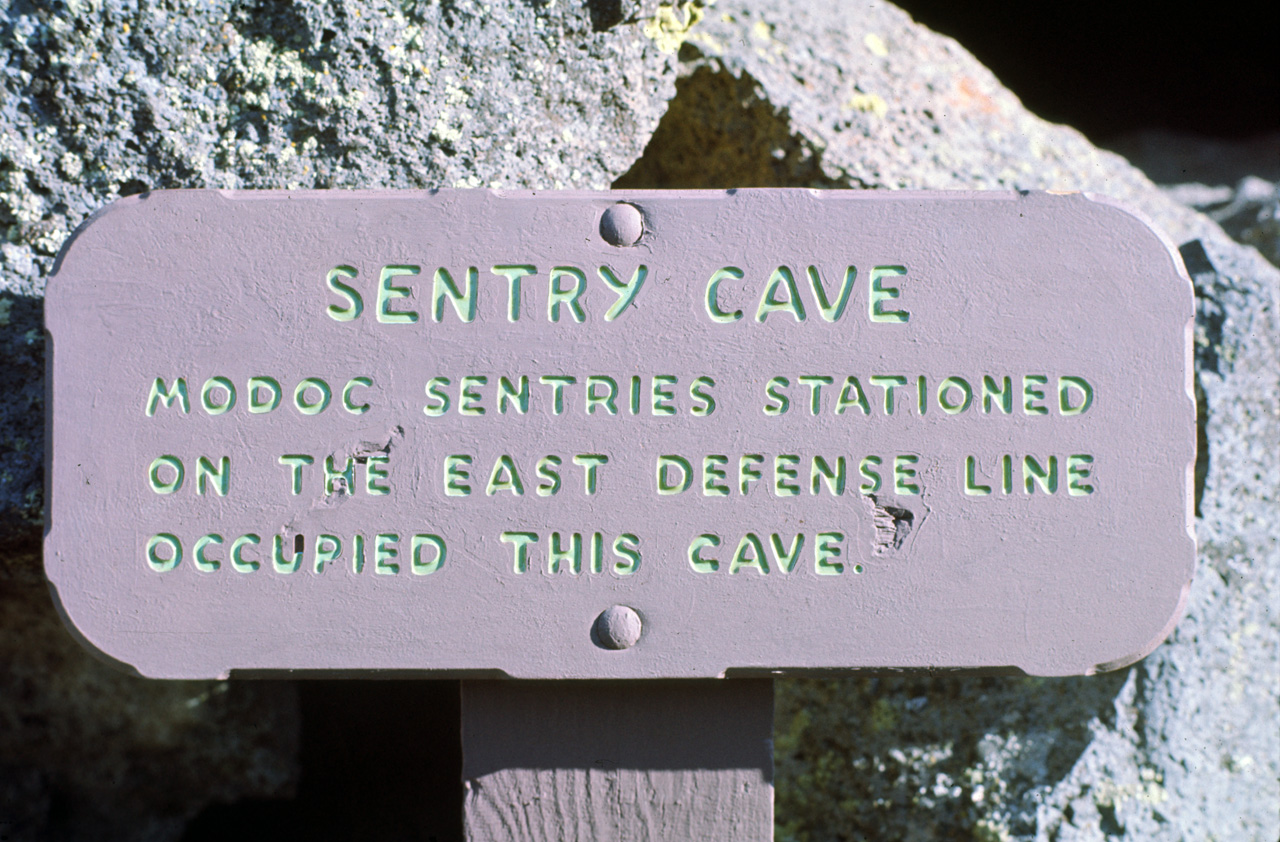 SENTRY CAVE
MODOC SENTRIES STATIONED
ON THE EAST DEFENSE LINE
OCCUPIED THIS CAVE.